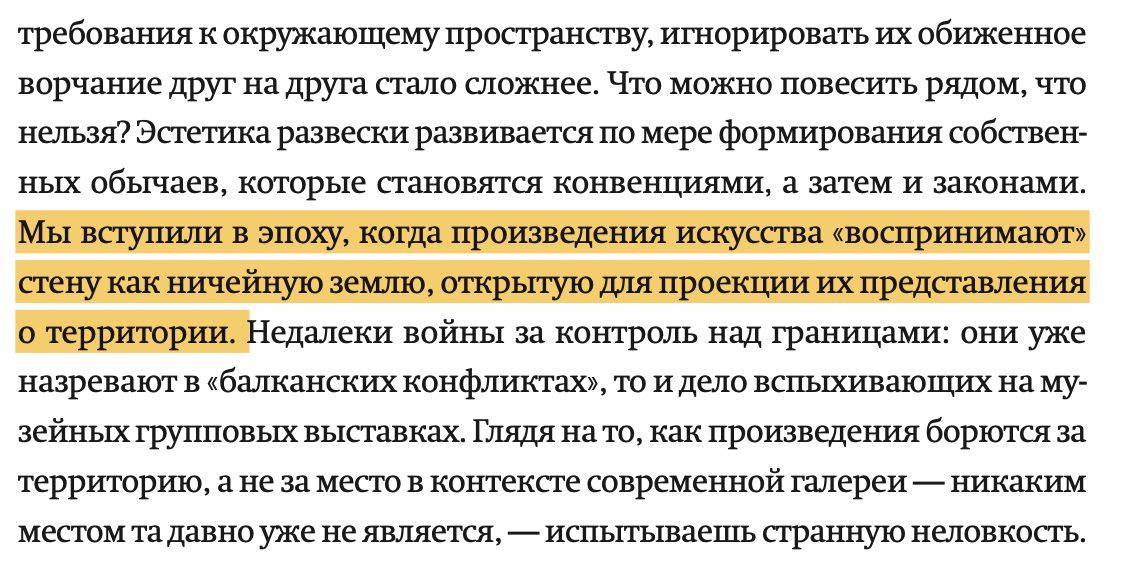 требования к окружающему пространству, игнорировать их обиженное
ворчание друг на друга стало сложнее. Что можно повесить рядом, что
нельзя? Эстетика развески развивается по мере формирования собствен-
ных обычаев, которые становятся конвенциями, а затем и законами.
Мы вступили в эпоху, когда произведения искусства «воспринимают»
стену как ничейную землю, открытую для проекции их представления
о территории. Недалеки войны за контроль над границами: они уже
назревают в «балканских конфликтах», то и дело вспыхивающих на му-
зейных групповых выставках. Глядя на то, как произведения борются за
территорию, а не за место в контексте современной галереи — никаким
местом та давно уже не является, — испытываешь странную неловкость.